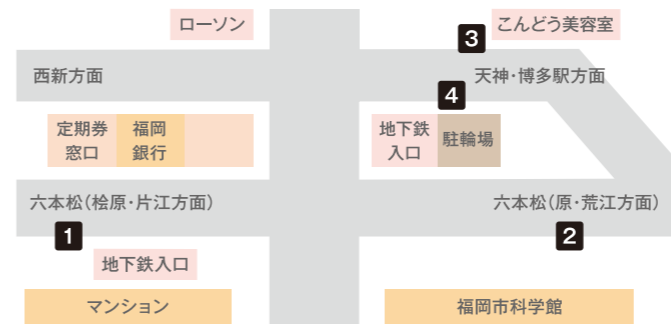 ローソン
3
こんどう美容室
西新方面
天神・博多駅方面
4
定期券
窓口
福岡
銀行
地下鉄
入口
駐輪場
六本松(桧原・片江方面)
六本松(原・荒江方面)
1
2
地下鉄入口
マンション
福岡市科学館